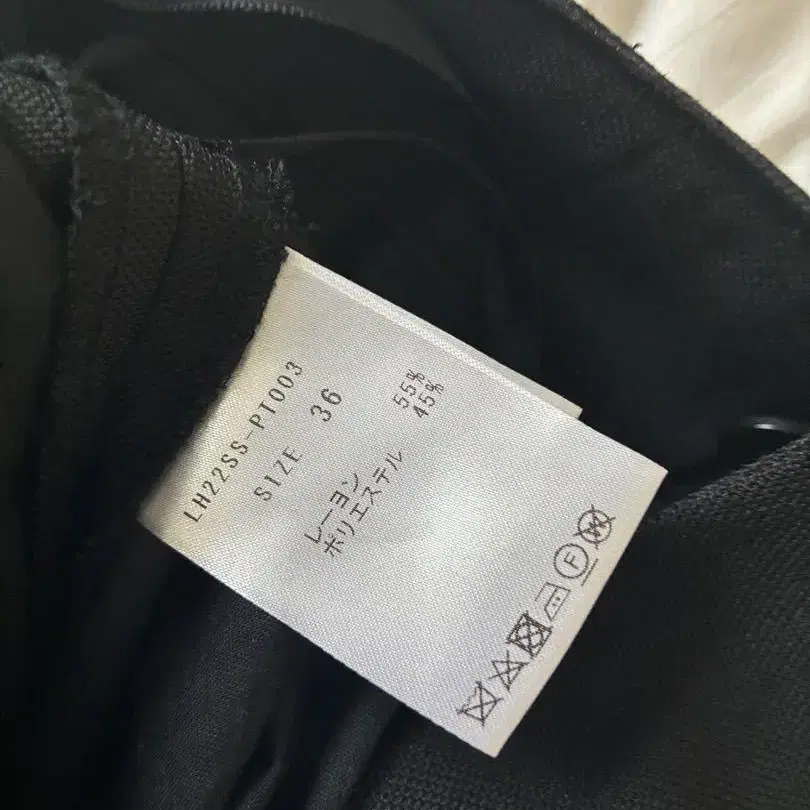 LH22SS-PT003
SIZE 36
レーヨン 55%
ポリエステル 45%
F
W